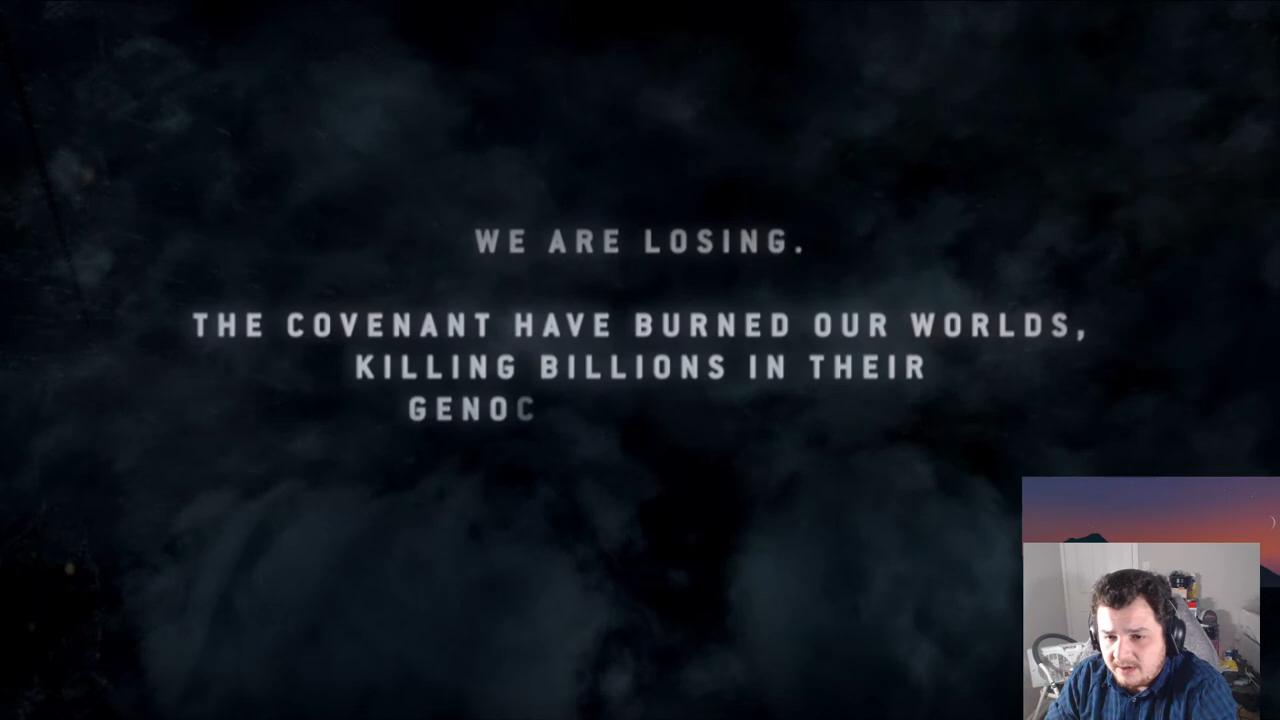 WE ARE LOSING.
THE COVENANT HAVE BURNED OUR WORLDS,
KILLING BILLIONS IN THEIR
GENOC